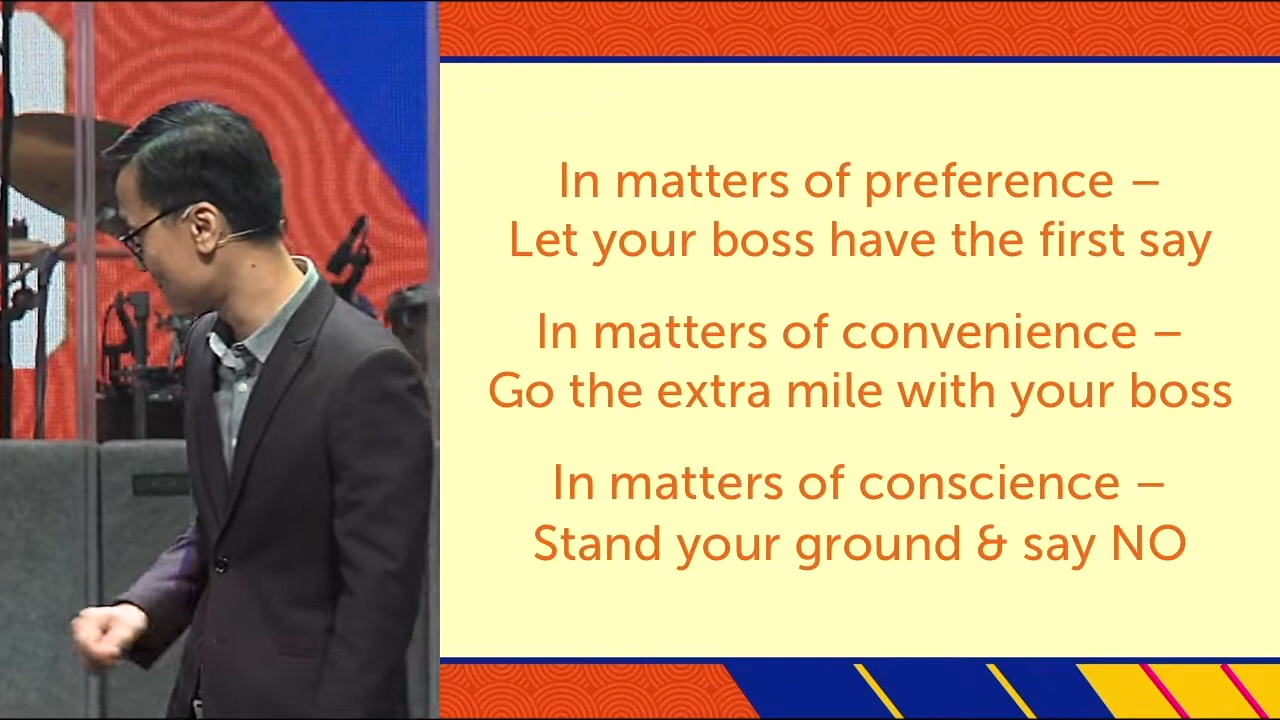 In matters of preference –
Let your boss have the first say
In matters of convenience –
Go the extra mile with your boss
In matters of conscience –
Stand your ground & say NO